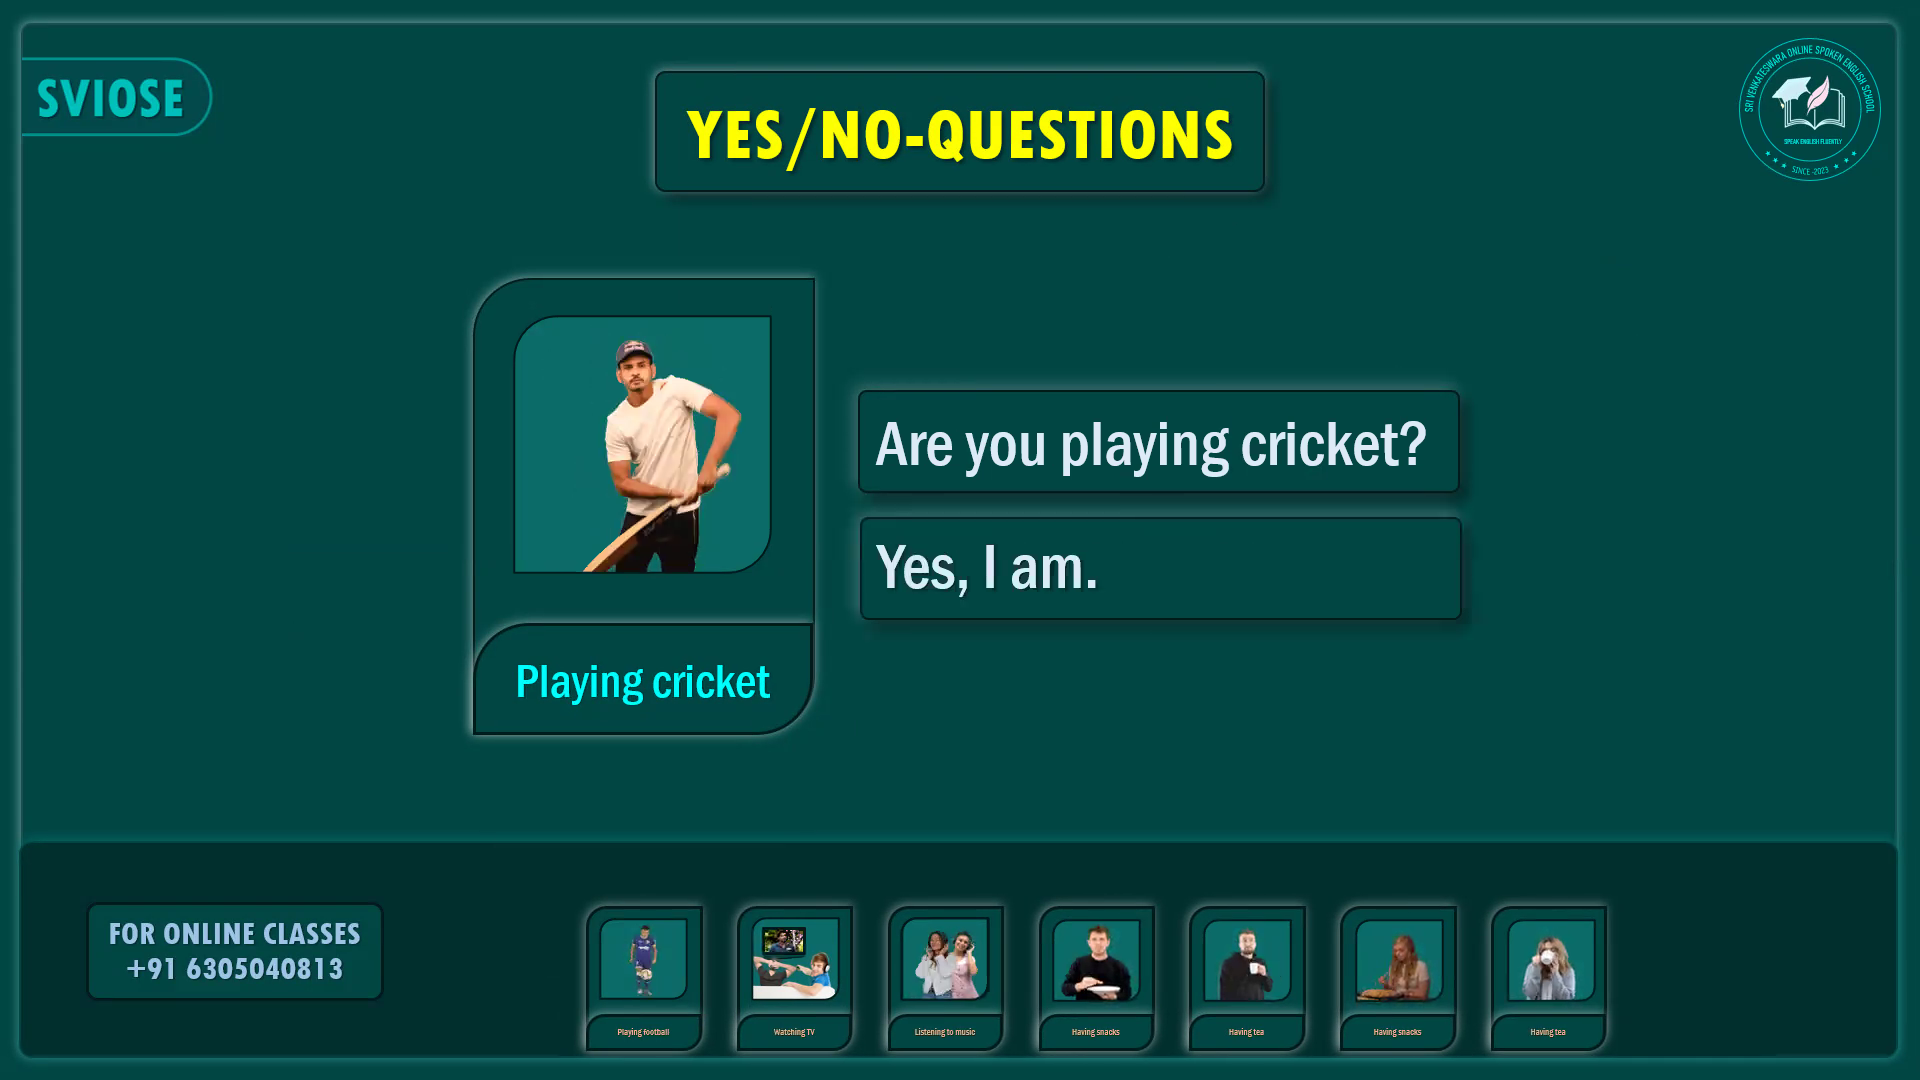 SVIOSE
YES/NO-QUESTIONS
SRI VENKATESWARA ONLINE SPOKEN ENGLISH SCHOOL
SPEAK ENGLISH FLUENTLY
SINCE -2023
Are you playing cricket?
Yes, I am.
Playing cricket
FOR ONLINE CLASSES
+91 6305040813
Playing football
Watching TV
Listening to music
Having snacks
Having tea
Having snacks
Having tea